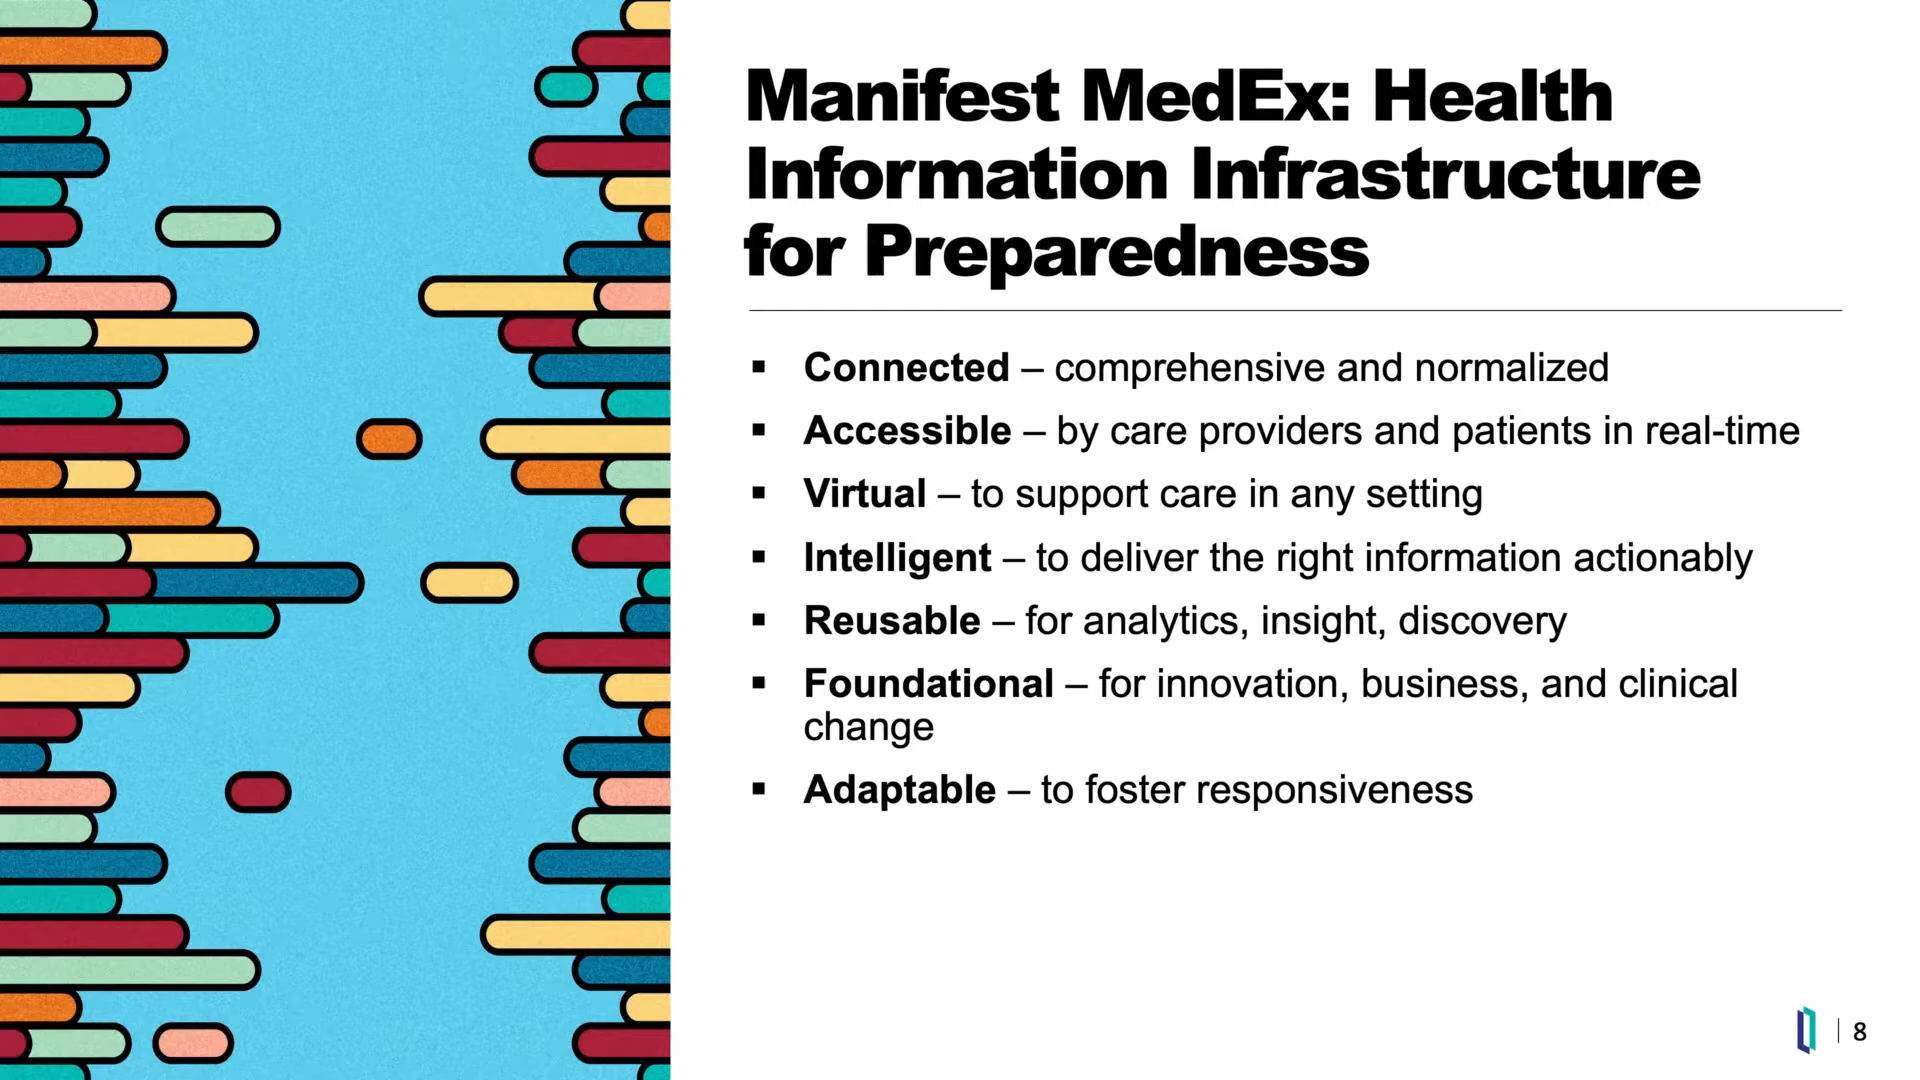 Manifest MedEx: Health
Information Infrastructure
for Preparedness
▪ Connected – comprehensive and normalized
▪ Accessible – by care providers and patients in real-time
▪ Virtual – to support care in any setting
▪ Intelligent – to deliver the right information actionably
▪ Reusable – for analytics, insight, discovery
▪ Foundational – for innovation, business, and clinical
change
▪ Adaptable – to foster responsiveness
8